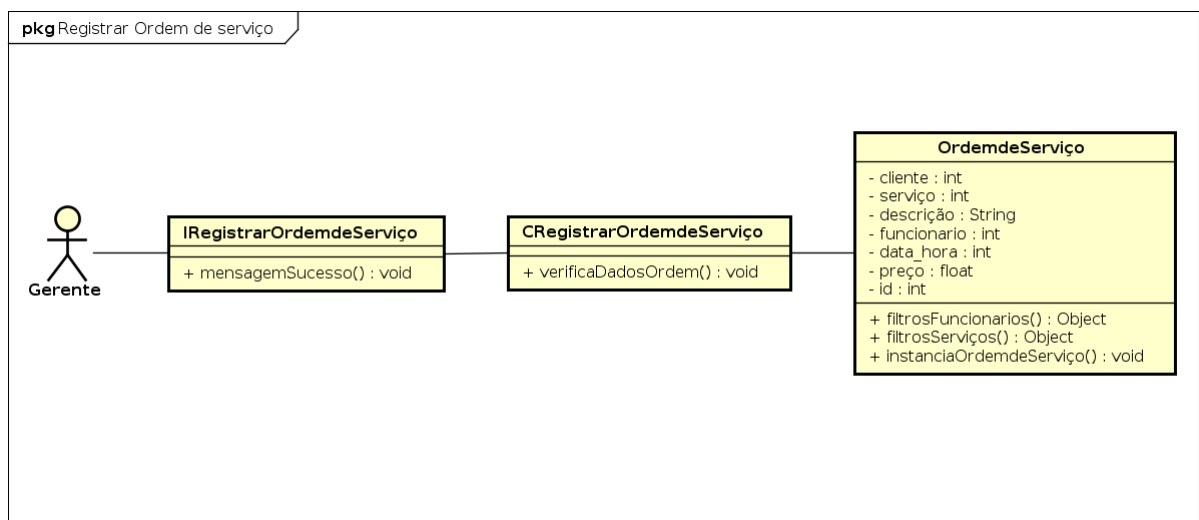 pkg Registrar Ordem de serviço
Gerente
IRegistrarOrdemdeServiço
+ mensagemSucesso() : void
CRegistrarOrdemdeServiço
+ verificaDadosOrdem() : void
OrdemdeServiço
- cliente : int
- serviço : int
- descrição : String
- funcionario : int
- data_hora : int
- preço : float
- id : int
+ filtrosFuncionarios() : Object
+ filtrosServiços() : Object
+ instanciaOrdemdeServiço() : void